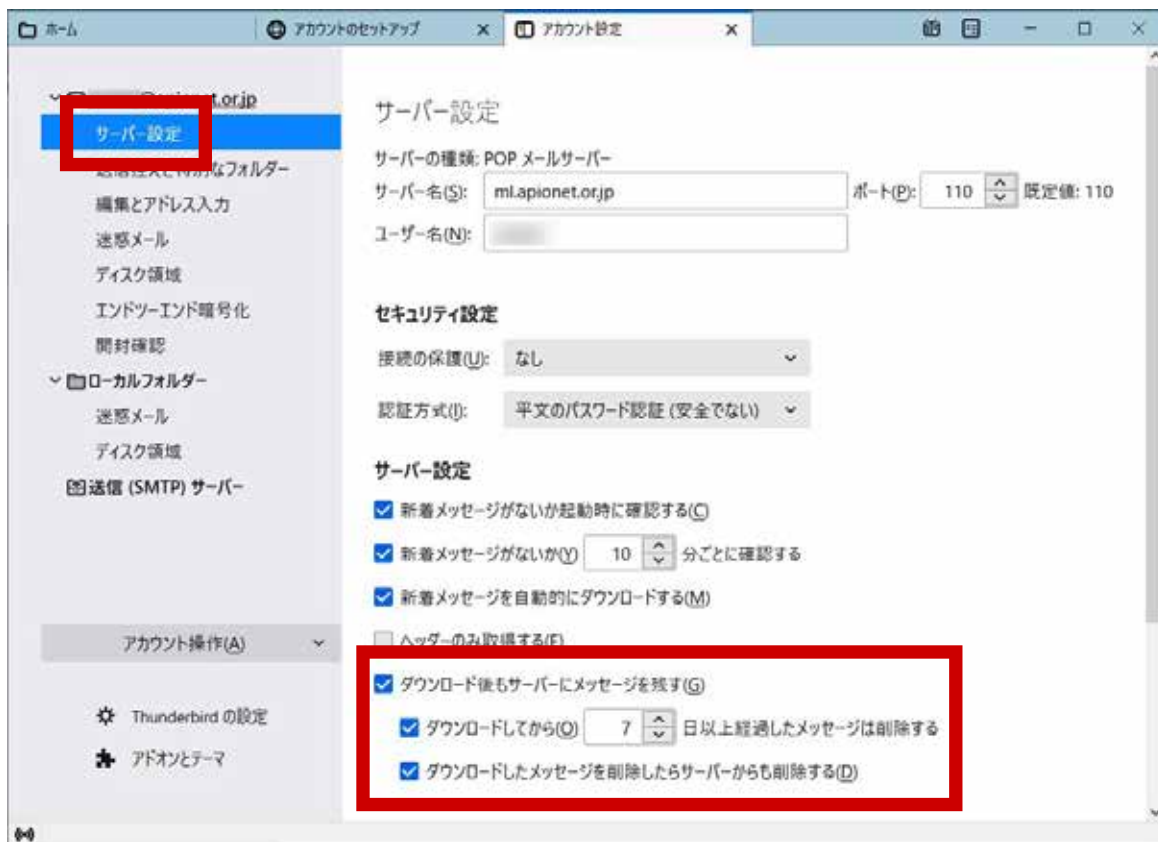 ホーム
アカウントのセットアップ
アカウント設定
apionet.or.jp
サーバー設定
なフォルダー
編集とアドレス入力
迷惑メール
ディスク領域
エンドツーエンド暗号化
開封確認
ローカルフォルダー
迷惑メール
ディスク領域
送信 (SMTP) サーバー
アカウント操作(A)
Thunderbird の設定
アドオンとテーマ
サーバー設定
サーバーの種類: POP メールサーバー
サーバー名(S): ml.apionet.or.jp ポート(P): 110 既定値: 110
ユーザー名(N):
セキュリティ設定
接続の保護(U): なし
認証方式(I): 平文のパスワード認証 (安全でない)
サーバー設定
新着メッセージがないか起動時に確認する(C)
新着メッセージがないか(Y) 10 分ごとに確認する
新着メッセージを自動的にダウンロードする(M)
ヘッダーのみ取得する(F)
ダウンロード後もサーバーにメッセージを残す(G)
ダウンロードしてから(O) 7 日以上経過したメッセージは削除する
ダウンロードしたメッセージを削除したらサーバーからも削除する(D)